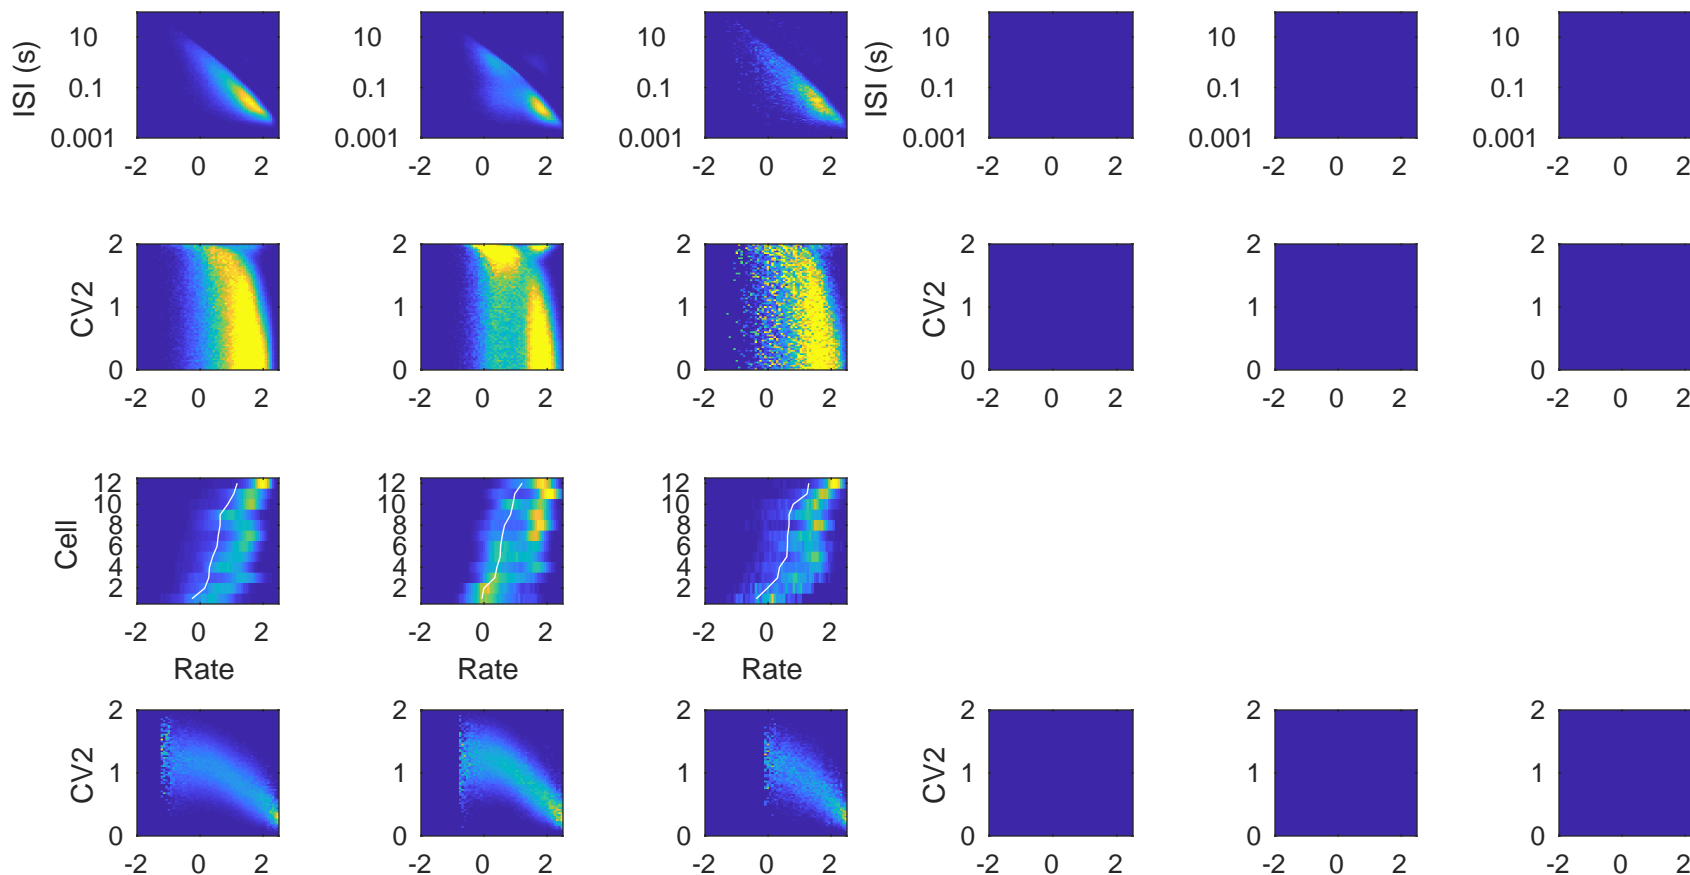 ISI (s) 10 0.1 0.001 10 0.1 0.001 10 0.1 0.001 ISI (s) 10 0.1 0.001 10 0.1 0.001 10 0.1 0.001
-2 0 2 -2 0 2 -2 0 2 -2 0 2 -2 0 2 -2 0 2
CV2 2 1 0 2 1 0 2 1 0 CV2 2 1 0 2 1 0 2 1 0
-2 0 2 -2 0 2 -2 0 2 -2 0 2 -2 0 2 -2 0 2
Cell 12 10 8 6 4 2 12 10 8 6 4 2 12 10 8 6 4 2
-2 0 2 -2 0 2 -2 0 2
Rate Rate Rate
CV2 2 1 0 2 1 0 2 1 0 CV2 2 1 0 2 1 0 2 1 0
-2 0 2 -2 0 2 -2 0 2 -2 0 2 -2 0 2 -2 0 2